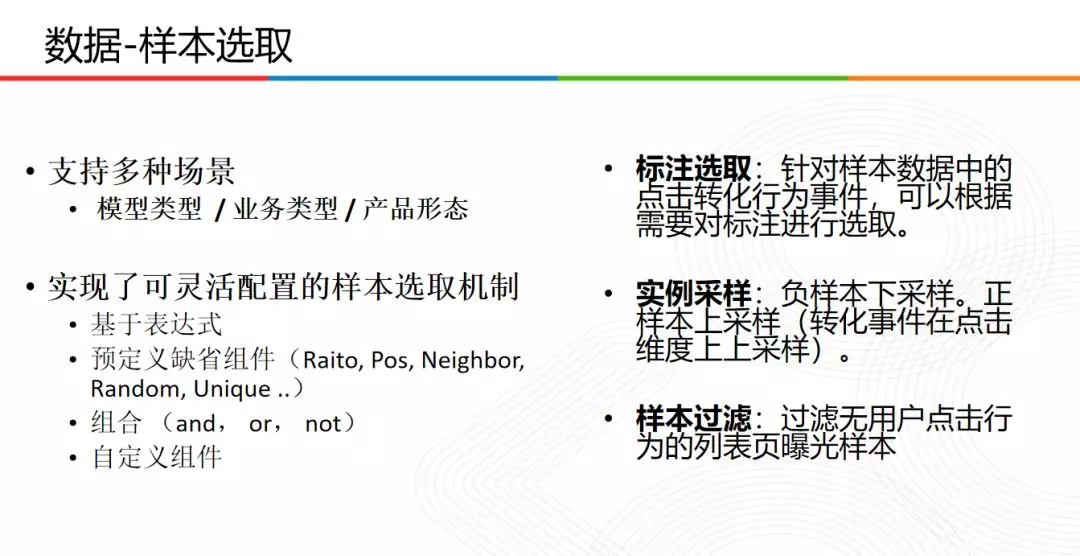 数据-样本选取
• 支持多种场景
• 模型类型 / 业务类型 / 产品形态
• 实现了可灵活配置的样本选取机制
• 基于表达式
• 预定义缺省组件（Raito, Pos, Neighbor,
Random, Unique ..）
• 组合 （and， or， not）
• 自定义组件
• 标注选取：针对样本数据中的
点击转化行为事件，可以根据
需要对标注进行选取。
• 实例采样：负样本下采样。正
样本上采样（转化事件在点击
维度上上采样）。
• 样本过滤：过滤无用户点击行
为的列表页曝光样本